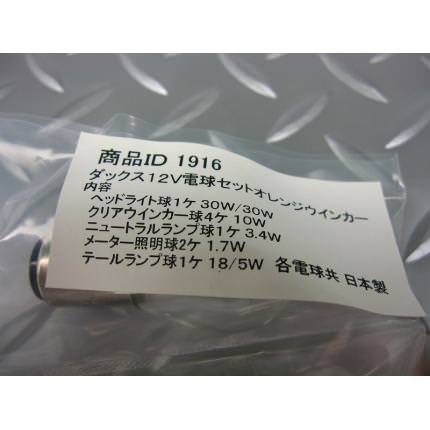 商品ID 1916
ダックス12V電球セットオレンジウインカー
内容
ヘッドライト球1ケ 30W/30W
クリアウインカー球4ケ 10W
ニュートラルランプ球1ケ 3.4W
メーター照明球2ケ 1.7W
テールランプ球1ケ 18/5W 各電球共 日本製